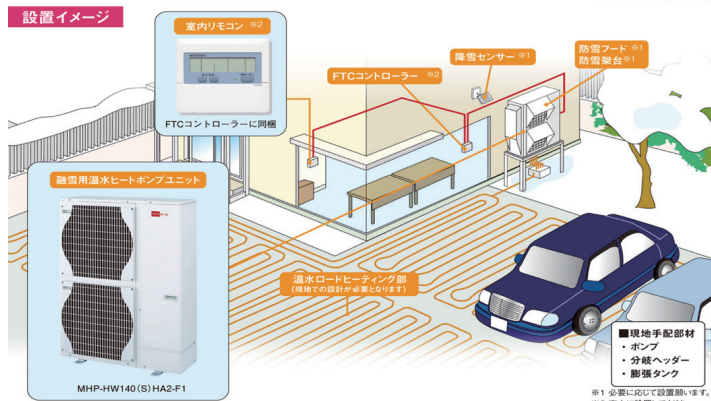 設置イメージ
室内リモコン ※2
FTCコントローラーに同梱
FTCコントローラー ※2
降雪センサー ※1
防雪フード ※1
防雪架台※1
融雪用温水ヒートポンプユニット
MHP-HW140(S)HA2-F1
温水ロードヒーティング部
(現地での設計が必要となります)
■現地手配部材
・ ポンプ
・ 分岐ヘッダー
・ 膨張タンク
※1 必要に応じて設置願います。